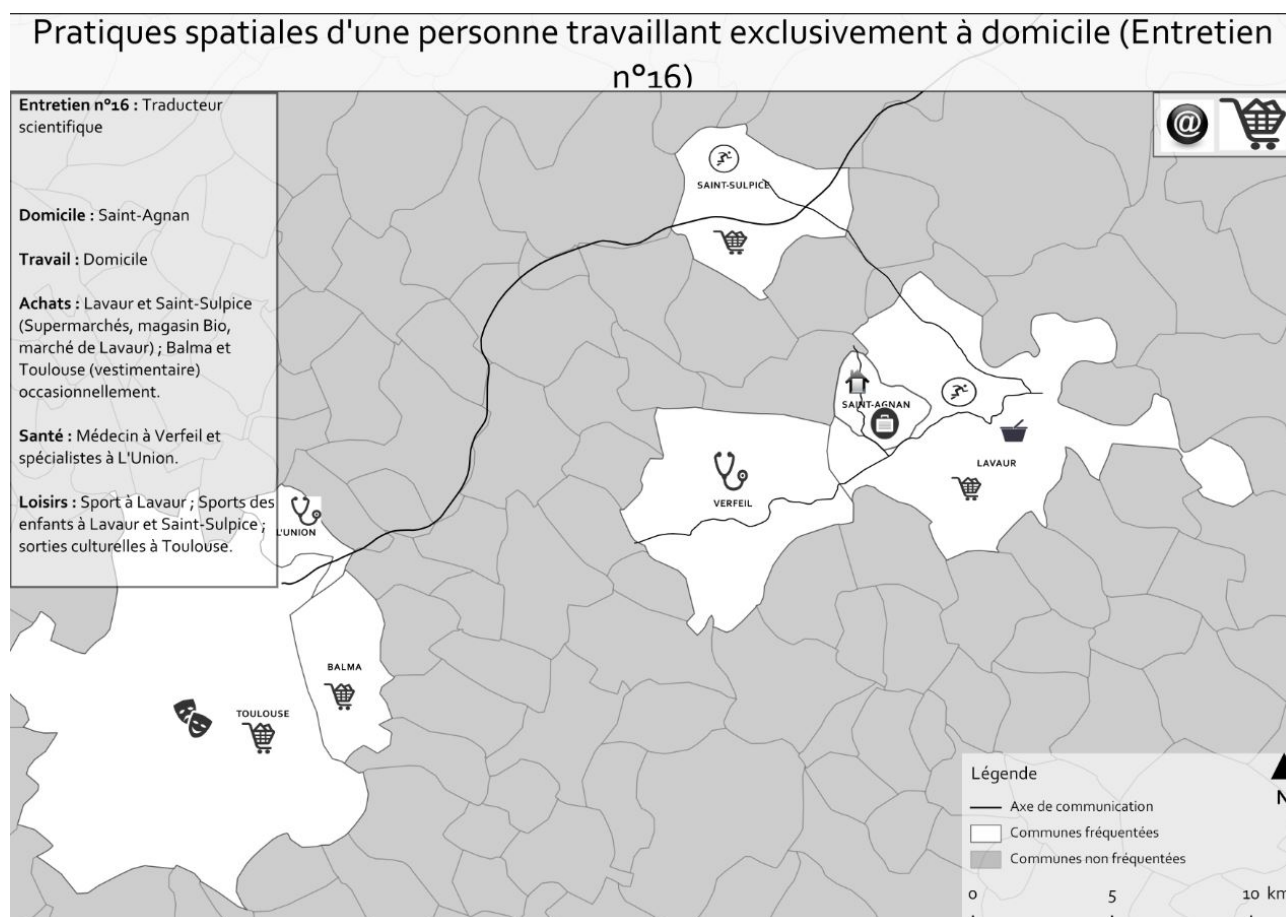 Pratiques spatiales d'une personne travaillant exclusivement à domicile (Entretien
n°16)
Entretien n°16 : Traducteur
scientifique
Domicile : Saint-Agnan
Travail : Domicile
Achats : Lavaur et Saint-Sulpice
(Supermarchés, magasin Bio,
marché de Lavaur) ; Balma et
Toulouse (vestimentaire)
occasionnellement.
Santé : Médecin à Verfeil et
spécialistes à L'Union.
Loisirs : Sport à Lavaur ; Sports des
enfants à Lavaur et Saint-Sulpice ;
sorties culturelles à Toulouse.
@
SAINT-SULPICE
SAINT-AGNAN
LAVAUR
VERFEIL
L'UNION
BALMA
TOULOUSE
Légende
N
Axe de communication
Communes fréquentées
Communes non fréquentées
0 5 10 km